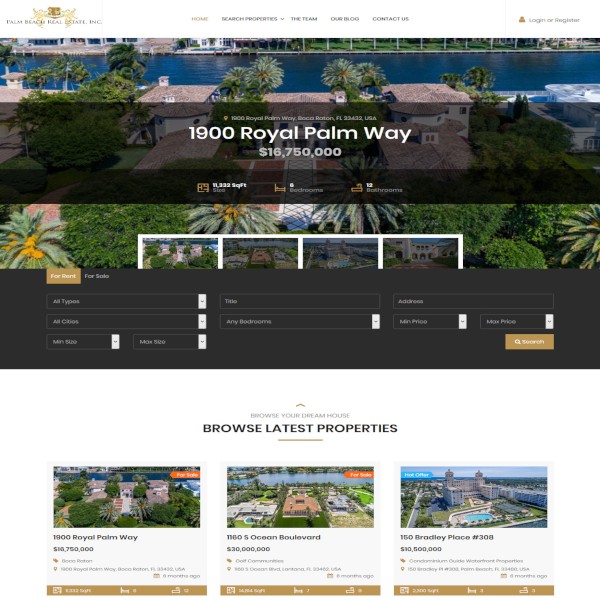 PALM BEACH REAL ESTATE, INC.
HOME SEARCH PROPERTIES THE TEAM OUR BLOG CONTACT US
Login or Register
1900 Royal Palm Way, Boca Raton, FL 33432, USA
1900 Royal Palm Way
$16,750,000
11,332 SqFt 6 12
Size Bedrooms Bathrooms
For Rent For Sale
All Types Title Address
All Cities Any Bedrooms Min Price Max Price
Min Size Max Size Search
BROWSE YOUR DREAM HOUSE
BROWSE LATEST PROPERTIES
For Sale For Sale Hot Offer
1900 Royal Palm Way 1160 S Ocean Boulevard 150 Bradley Place #308
$16,750,000 $30,000,000 $10,500,000
Boca Raton Golf Communities Condominium Guide Waterfront Properties
1900 Royal Palm Way, Boca Raton, FL 33432, USA 1160 S Ocean Blvd, Lantana, FL 33462, USA 150 Bradley Pl #308, Palm Beach, FL 33480, USA
6 months ago 6 months ago 6 months ago
11,332 SqFt 6 12 SqFt 7 9 SqFt 2 3